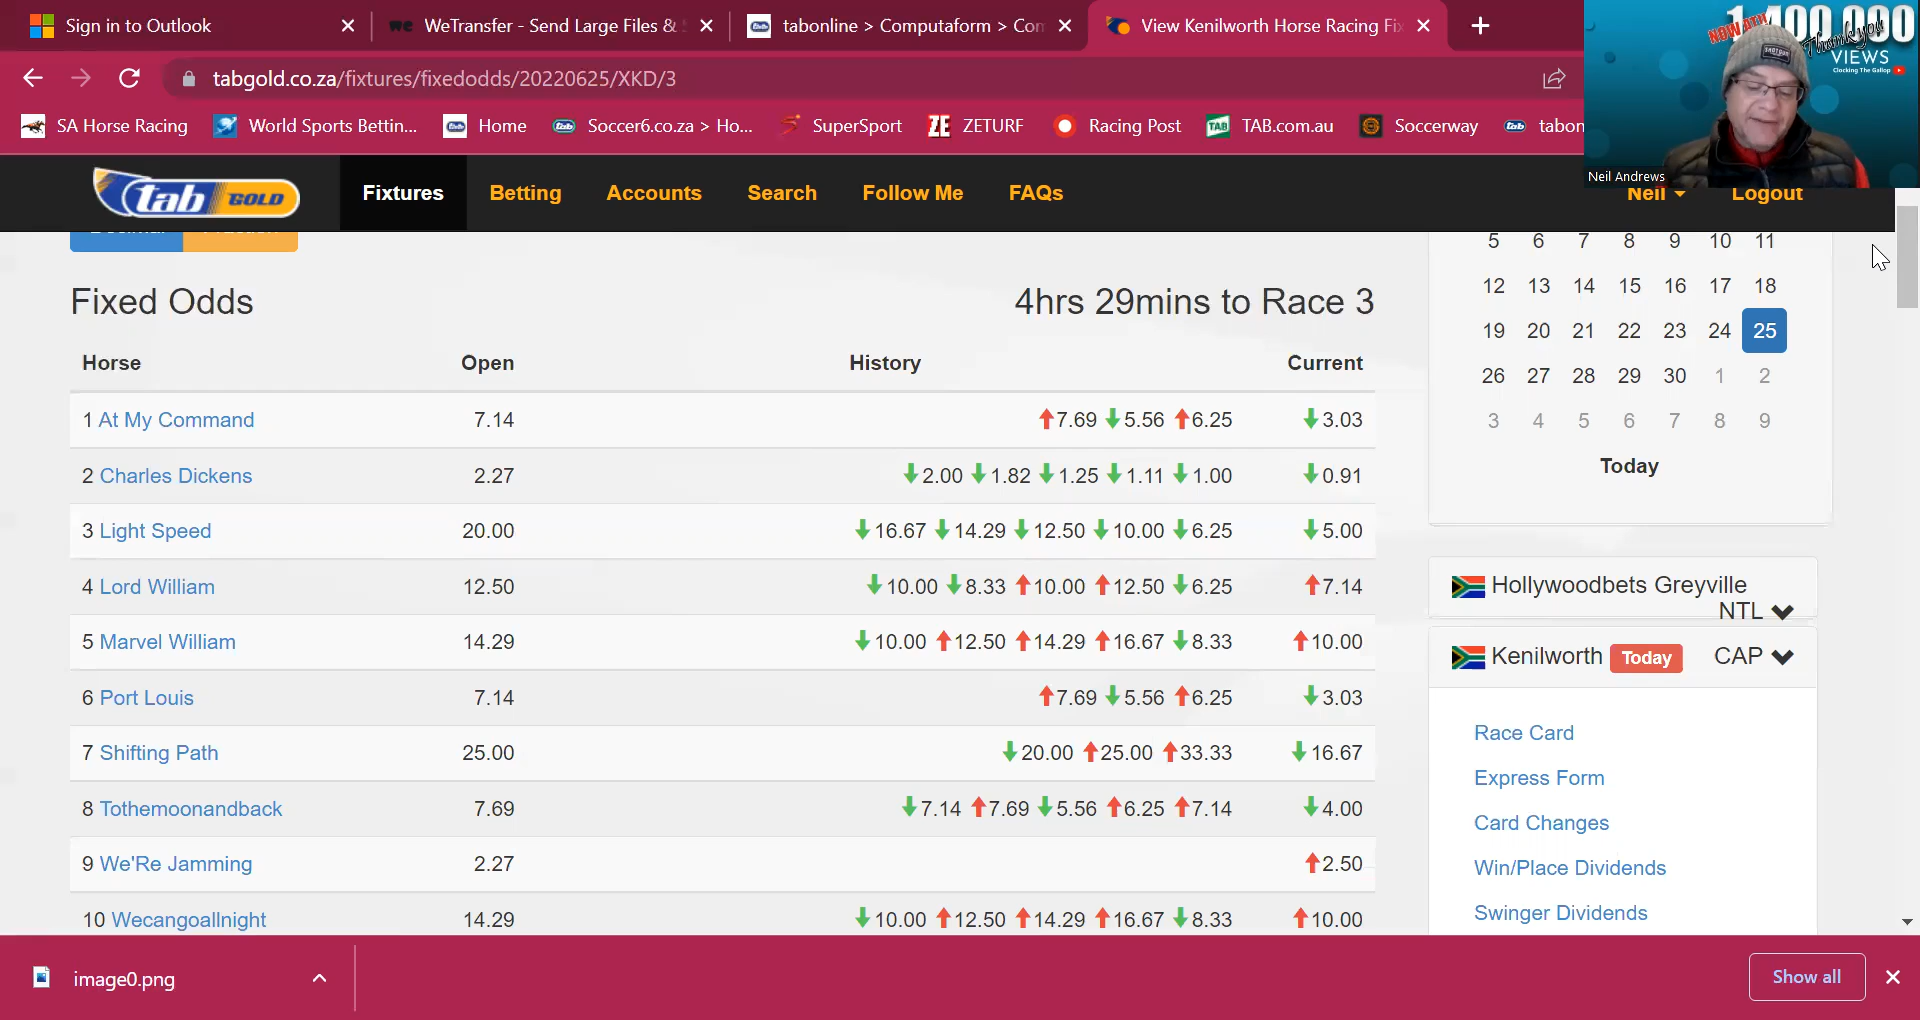 Sign in to Outlook
we WeTransfer - Send Large Files &
tabonline > Computaform > Con
View Kenilworth Horse Racing Fix
tabgold.co.za/fixtures/fixedodds/20220625/XKD/3
SA Horse Racing
World Sports Bettin...
Home
Soccer6.co.za > Ho...
SuperSport
ZE ZETURF
Racing Post
TAB TAB.com.au
Soccerway
tab tabon
NOW AT!! 1,400,000
Thank you
VIEWS
Clocking The Gallop
Neil Andrews
tab GOLD
Fixtures
Betting
Accounts
Search
Follow Me
FAQs
Neil
Logout
Fixed Odds
4hrs 29mins to Race 3
Horse Open History Current
1 At My Command 7.14 7.69 5.56 6.25 3.03
2 Charles Dickens 2.27 2.00 1.82 1.25 1.11 1.00 0.91
3 Light Speed 20.00 16.67 14.29 12.50 10.00 6.25 5.00
4 Lord William 12.50 10.00 8.33 10.00 12.50 6.25 7.14
5 Marvel William 14.29 10.00 12.50 14.29 16.67 8.33 10.00
6 Port Louis 7.14 7.69 5.56 6.25 3.03
7 Shifting Path 25.00 20.00 25.00 33.33 16.67
8 Tothemoonandback 7.69 7.14 7.69 5.56 6.25 7.14 4.00
9 We'Re Jamming 2.27 2.50
10 Wecangoallnight 14.29 10.00 12.50 14.29 16.67 8.33 10.00
5 6 7 8 9 10 11
12 13 14 15 16 17 18
19 20 21 22 23 24 25
26 27 28 29 30 1 2
3 4 5 6 7 8 9
Today
Hollywoodbets Greyville
NTL
Kenilworth Today CAP
Race Card
Express Form
Card Changes
Win/Place Dividends
Swinger Dividends
image0.png
Show all